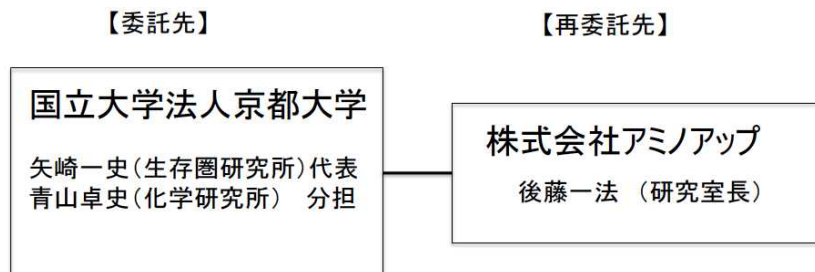 【委託先】
国立大学法人京都大学
矢崎一史(生存圏研究所)代表
青山卓史(化学研究所) 分担
【再委託先】
株式会社アミノアップ
後藤一法 (研究室長)